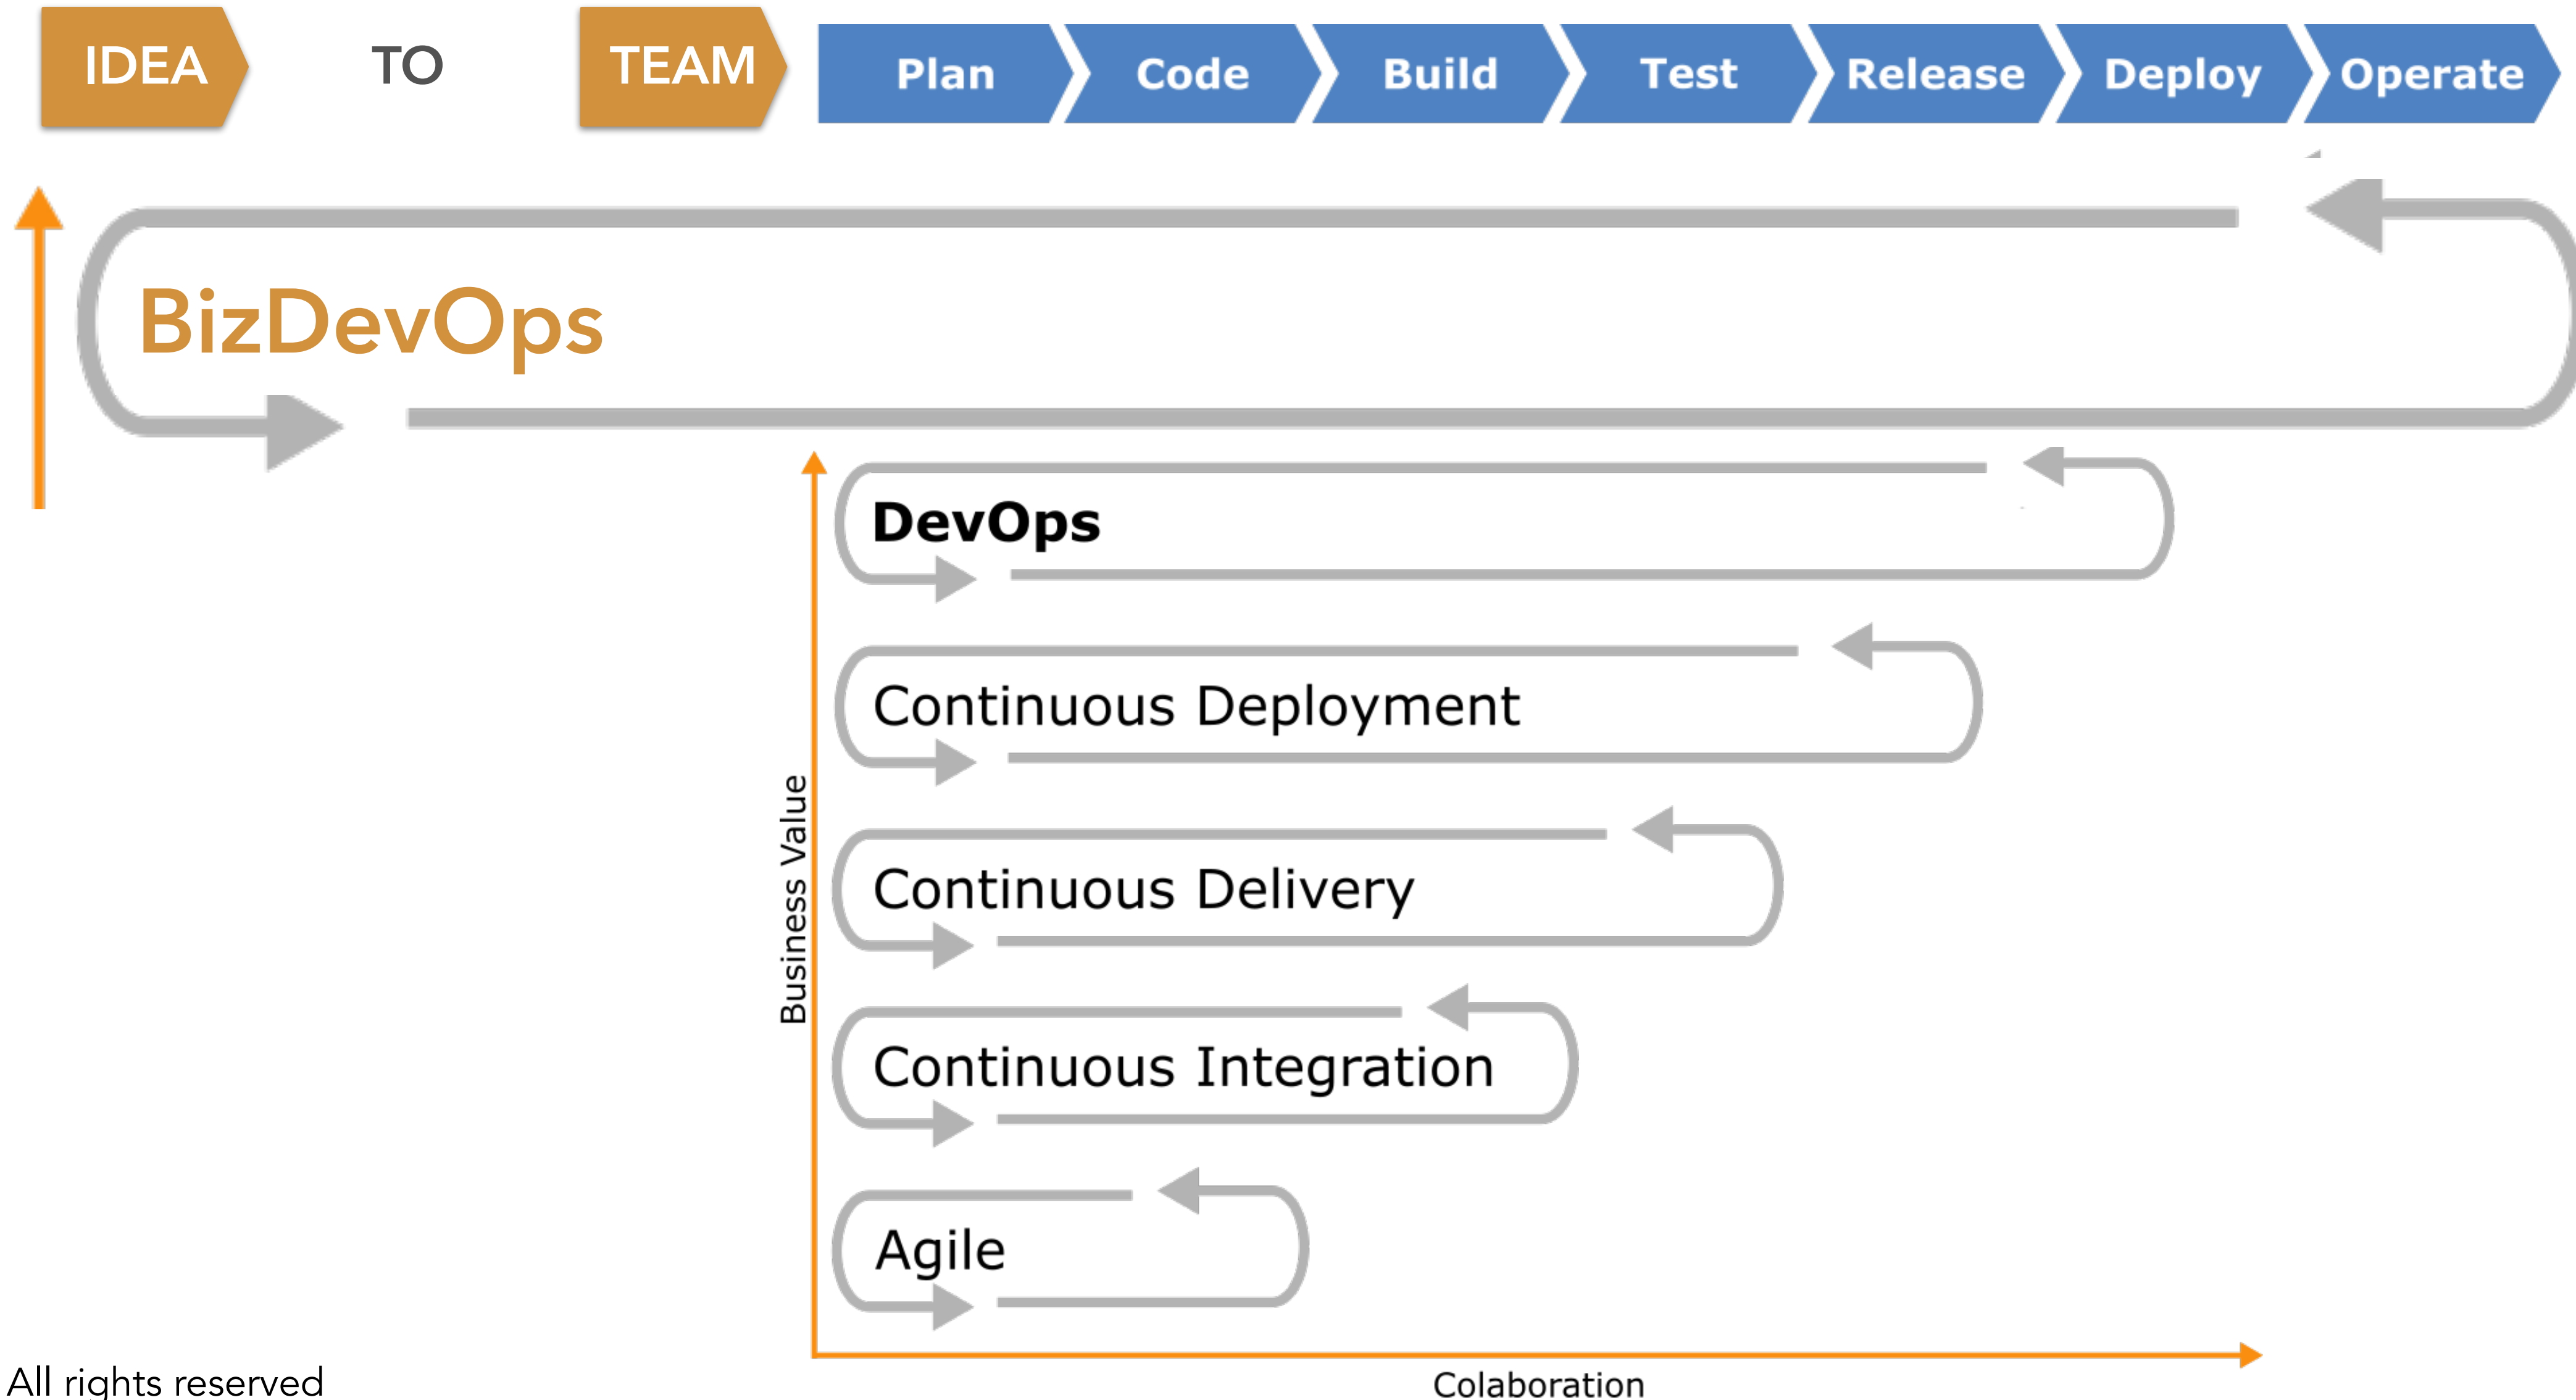 IDEA TO TEAM Plan Code Build Test Release Deploy Operate
BizDevOps
DevOps
Continuous Deployment
Continuous Delivery
Continuous Integration
Agile
Business Value
Colaboration
All rights reserved